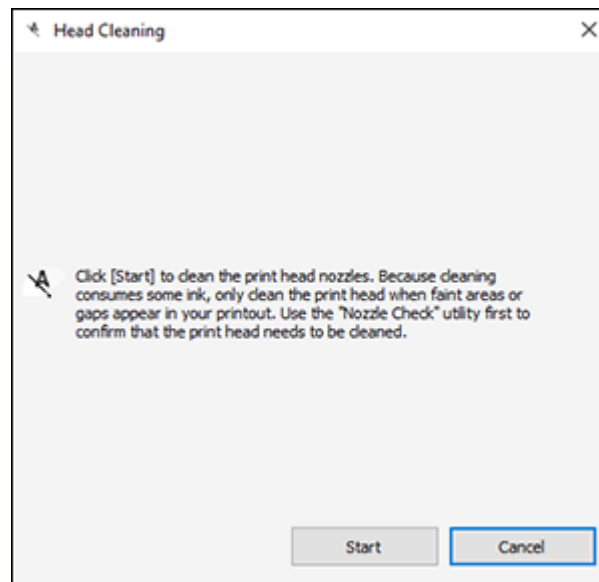 Head Cleaning
Click [Start] to clean the print head nozzles. Because cleaning
consumes some ink, only clean the print head when faint areas or
gaps appear in your printout. Use the "Nozzle Check" utility first to
confirm that the print head needs to be cleaned.
Start
Cancel